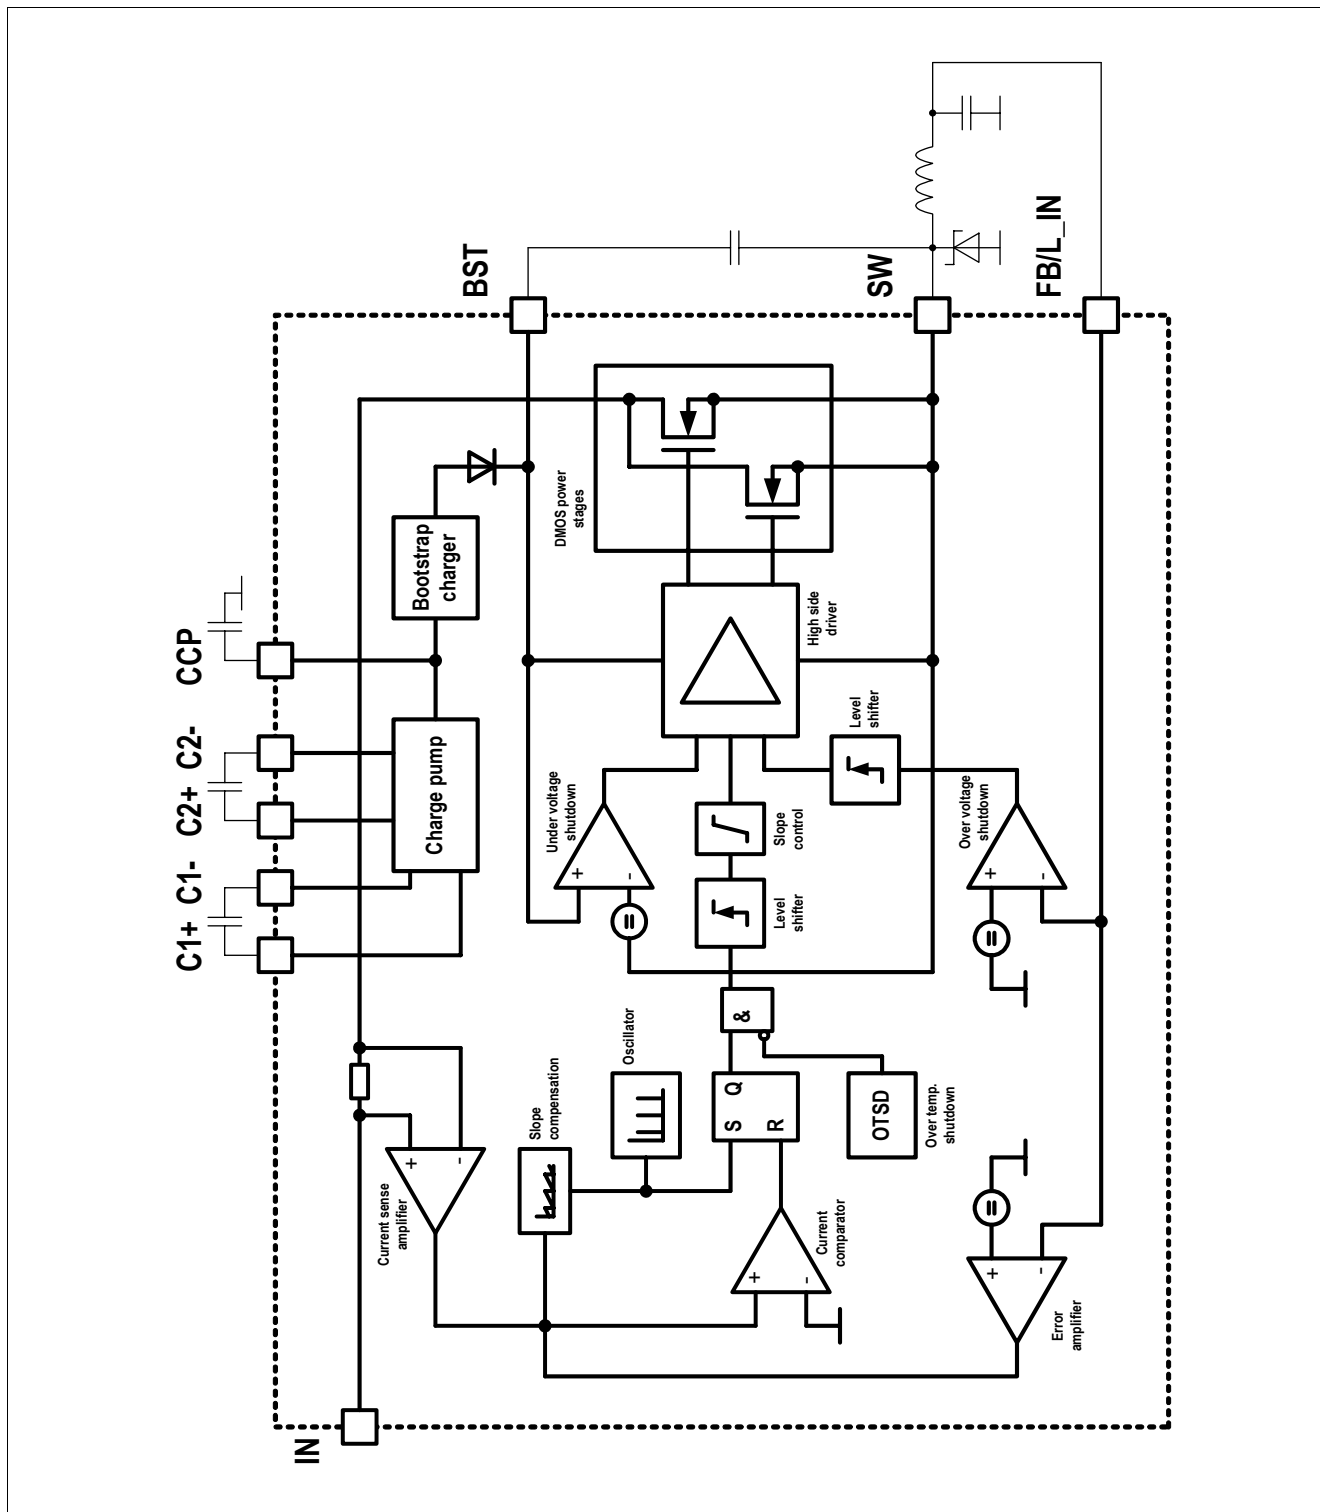 IN
C1+
C1-
C2+
C2-
CCP
BST
SW
FB/L_IN
Charge pump
Bootstrap
charger
Current sense
amplifier
+
-
Slope
compensation
Oscillator
S
Q
R
&
OTSD
Over temp.
shutdown
Current
comparator
+
-
Error
amplifier
+
-
=
Under voltage
shutdown
+
-
=
Level
shifter
Slope
control
High side
driver
DMOS power
stages
Level
shifter
Over voltage
shutdown
+
-
=